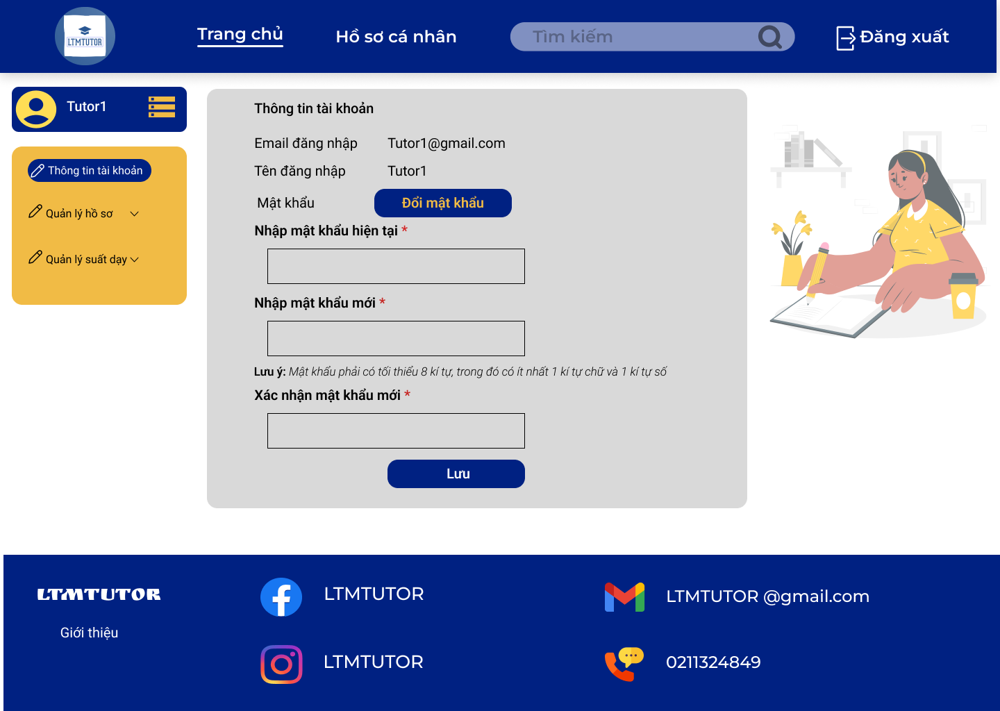 LTMTUTOR
Trang chủ
Hồ sơ cá nhân
Tìm kiếm
Đăng xuất
Tutor1
Thông tin tài khoản
Quản lý hồ sơ
Quản lý suất dạy
Thông tin tài khoản
Email đăng nhập Tutor1@gmail.com
Tên đăng nhập Tutor1
Mật khẩu Đổi mật khẩu
Nhập mật khẩu hiện tại *
Nhập mật khẩu mới *
Lưu ý: Mật khẩu phải có tối thiểu 8 kí tự, trong đó có ít nhất 1 kí tự chữ và 1 kí tự số
Xác nhận mật khẩu mới *
Lưu
LTMTUTOR
Giới thiệu
LTMTUTOR
LTMTUTOR
LTMTUTOR @gmail.com
0211324849